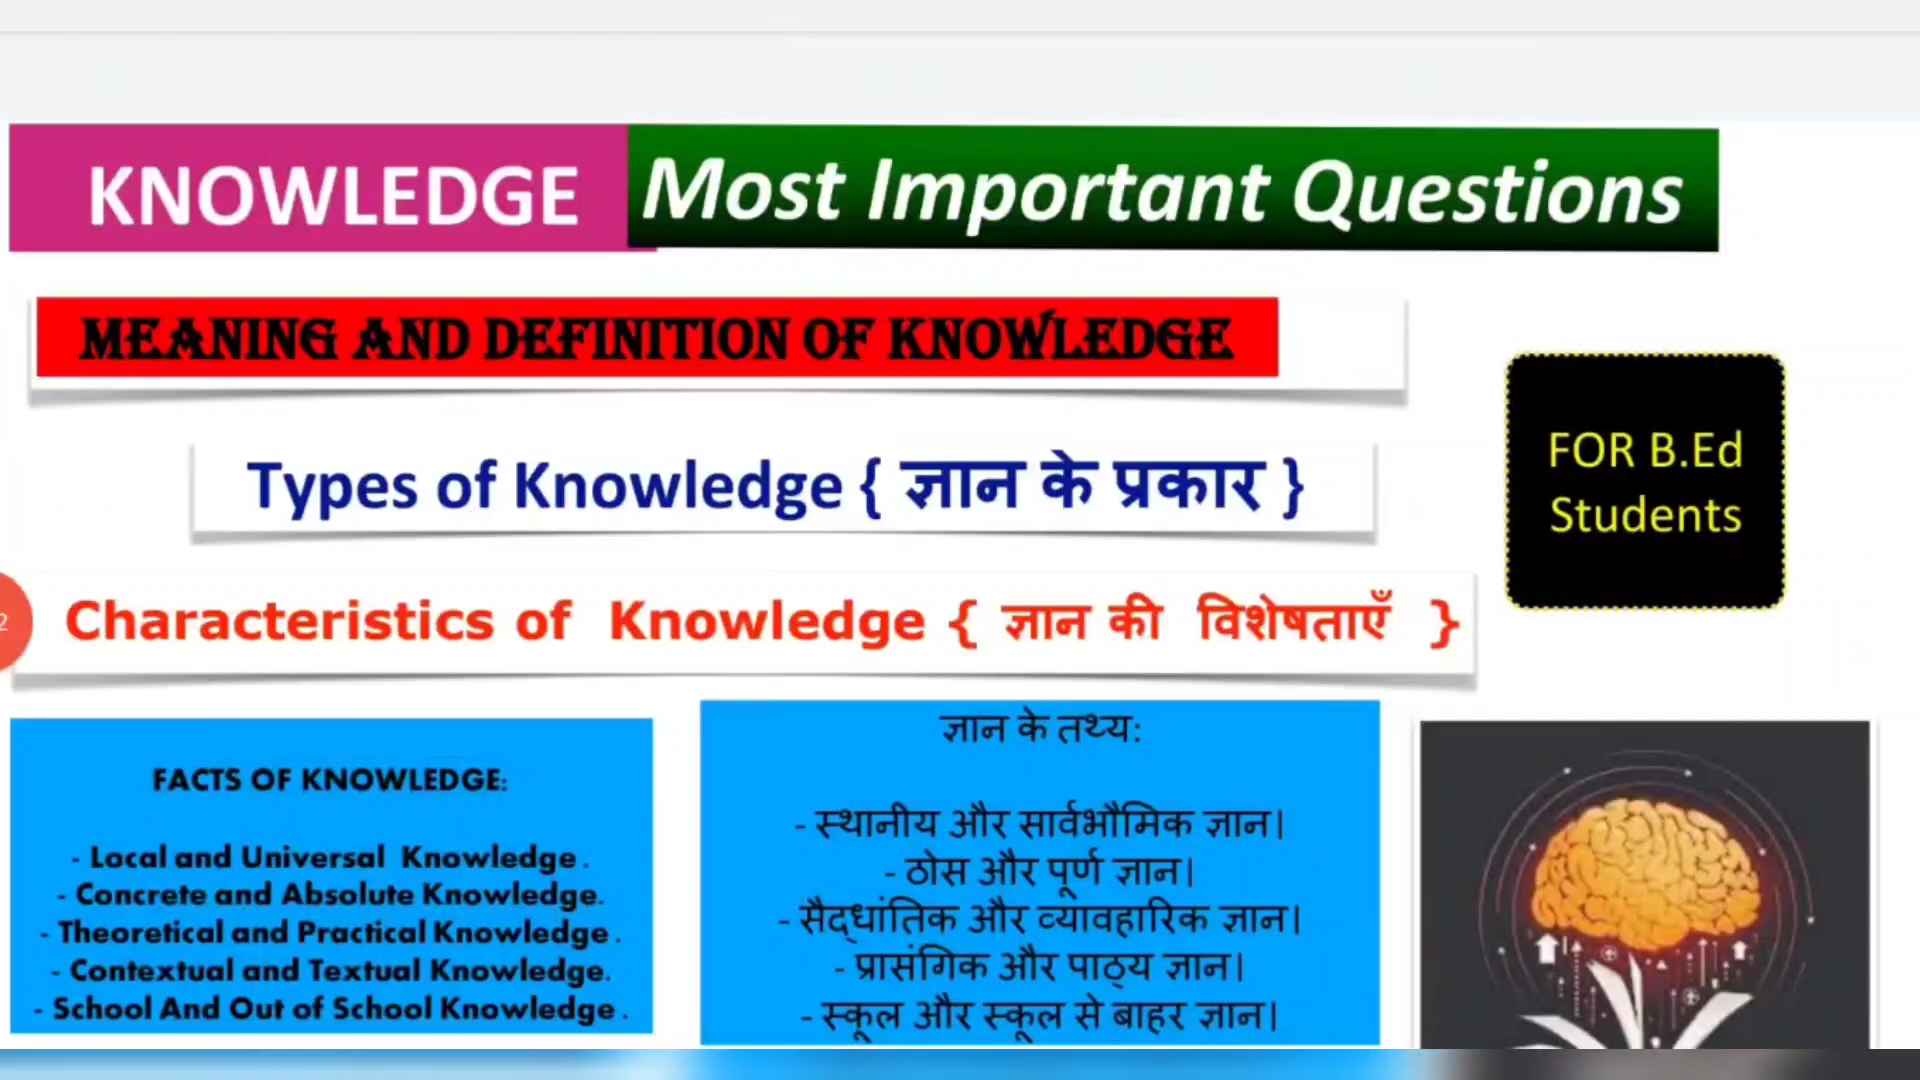 KNOWLEDGE Most Important Questions
MEANING AND DEFINITION OF KNOWLEDGE
Types of Knowledge { ज्ञान के प्रकार }
FOR B.Ed
Students
2
Characteristics of Knowledge { ज्ञान की विशेषताएँ }
FACTS OF KNOWLEDGE:
- Local and Universal Knowledge .
- Concrete and Absolute Knowledge.
- Theoretical and Practical Knowledge .
- Contextual and Textual Knowledge.
- School And Out of School Knowledge .
ज्ञान के तथ्य:
- स्थानीय और सार्वभौमिक ज्ञान|
- ठोस और पूर्ण ज्ञान|
- सैद्धांतिक और व्यावहारिक ज्ञान|
- प्रासंगिक और पाठ्य ज्ञान|
- स्कूल और स्कूल से बाहर ज्ञान|